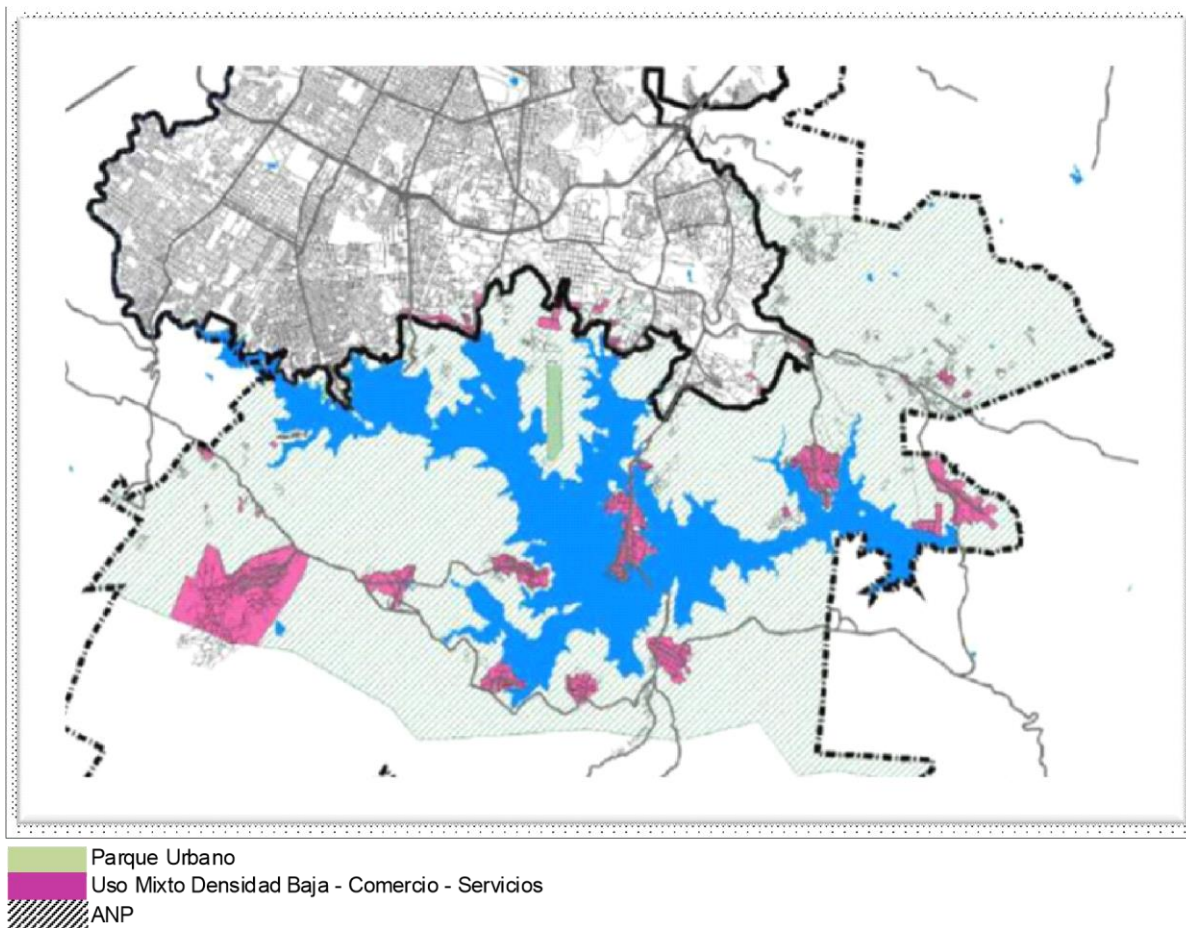 Parque Urbano
Uso Mixto Densidad Baja - Comercio - Servicios
ANP